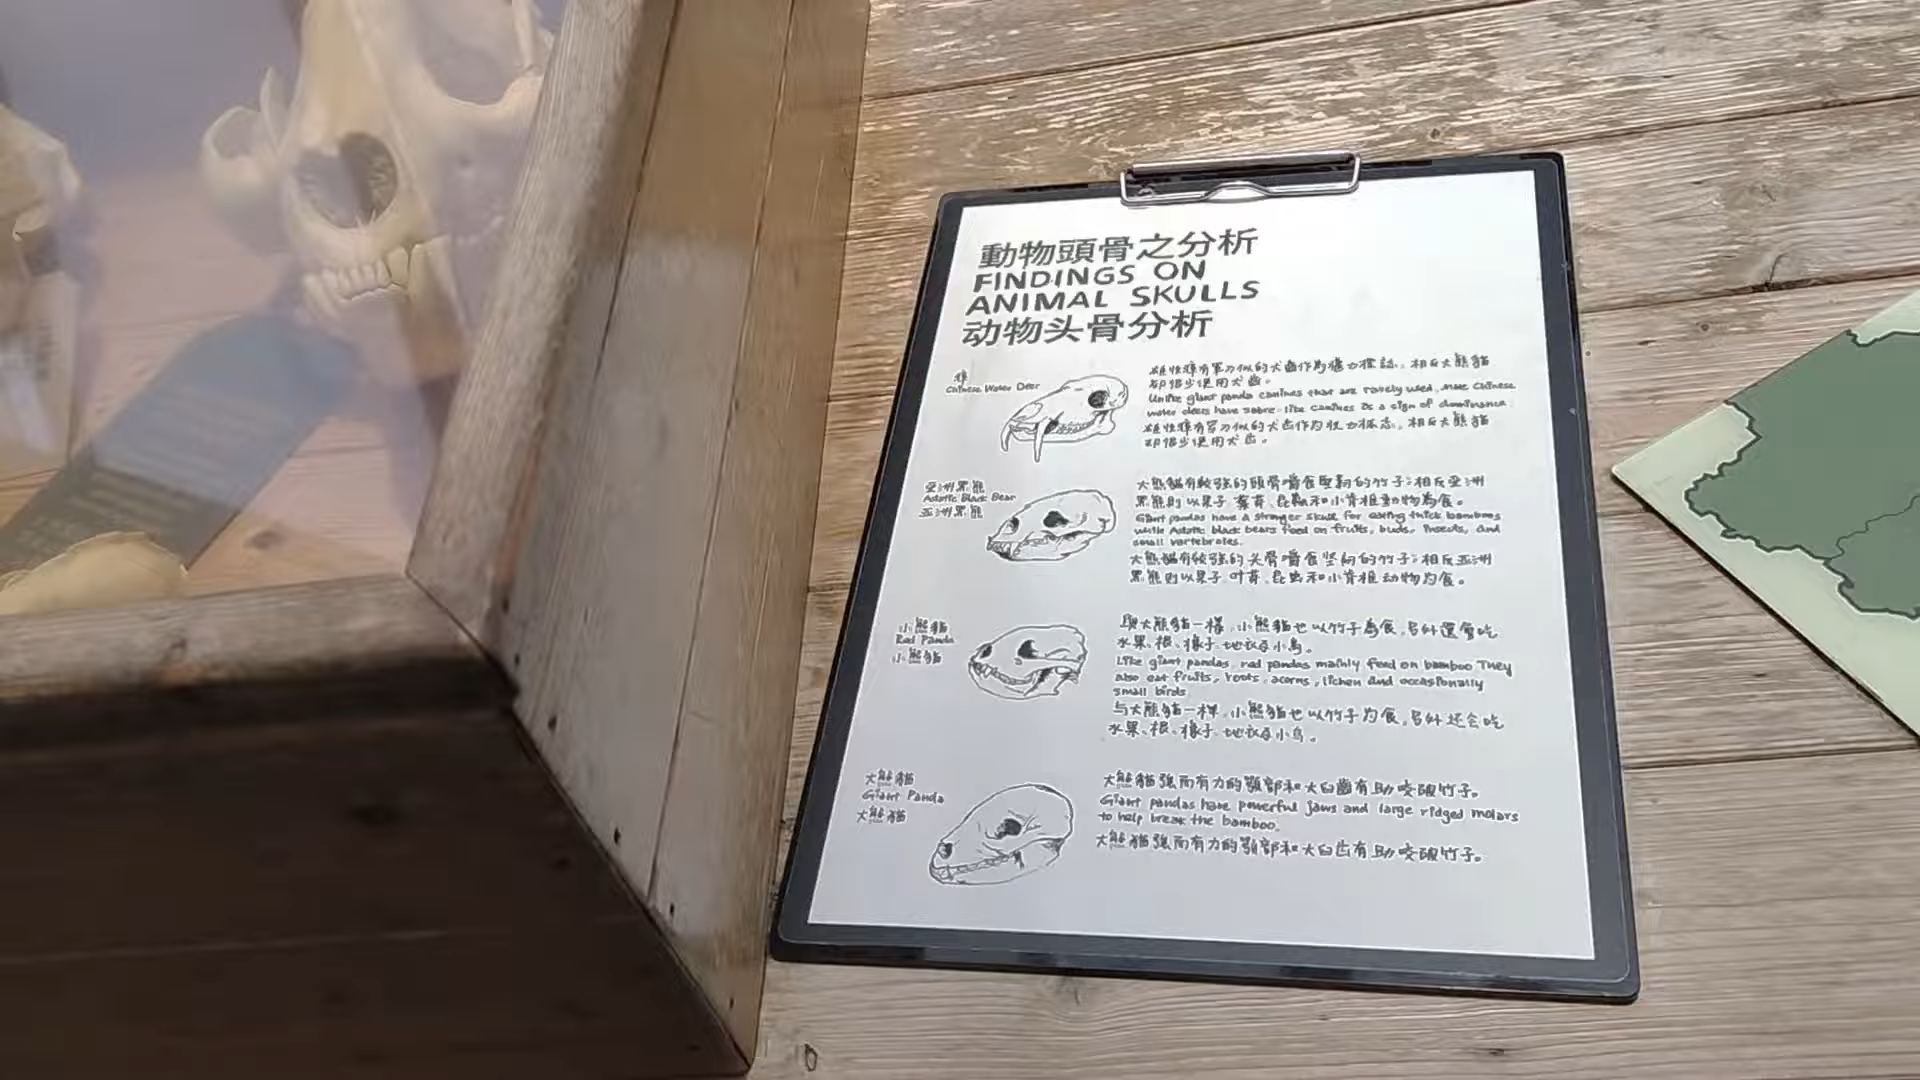 動物頭骨之分析
FINDINGS ON
ANIMAL SKULLS
动物头骨分析
獐
Chinese Water Deer
雄性獐有軍刀似的犬齒作為權力標誌。相反大熊貓
却很少使用犬齒。
Unlike giant panda canines that are rarely used, male Chinese
water deers have sabre-like canines as a sign of dominance.
雄性獐有军刀似的犬齿作为权力标志。相反大熊猫
却很少使用犬齿。
亞洲黑熊
Asiatic Black Bear
亚洲黑熊
大熊貓有較強的頭骨嚼食堅韌的竹子;相反亞洲
黑熊則以果子、葉芽、昆蟲和小脊椎動物為食。
Giant pandas have a stronger skull for eating thick bamboos
while Asiatic black bears feed on fruits, buds, insects, and
small vertebrates.
大熊猫有较强的头骨嚼食坚韧的竹子;相反亚洲
黑熊则以果子、叶芽、昆虫和小脊椎动物为食。
小熊貓
Red Panda
小熊猫
與大熊貓一樣,小熊貓也以竹子為食,另外還會吃
水果、根、橡子、地衣及小鳥。
Like giant pandas, red pandas mainly feed on bamboo They
also eat fruits, roots, acorns, lichen and occasionally
small birds.
与大熊猫一样,小熊猫也以竹子为食,另外还会吃
水果、根、橡子、地衣及小鸟。
大熊貓
Giant Panda
大熊猫
大熊貓強而有力的顎部和大臼齒有助咬碎竹子。
Giant pandas have powerful jaws and large ridged molars
to help break the bamboo.
大熊猫强而有力的颚部和大臼齿有助咬碎竹子。